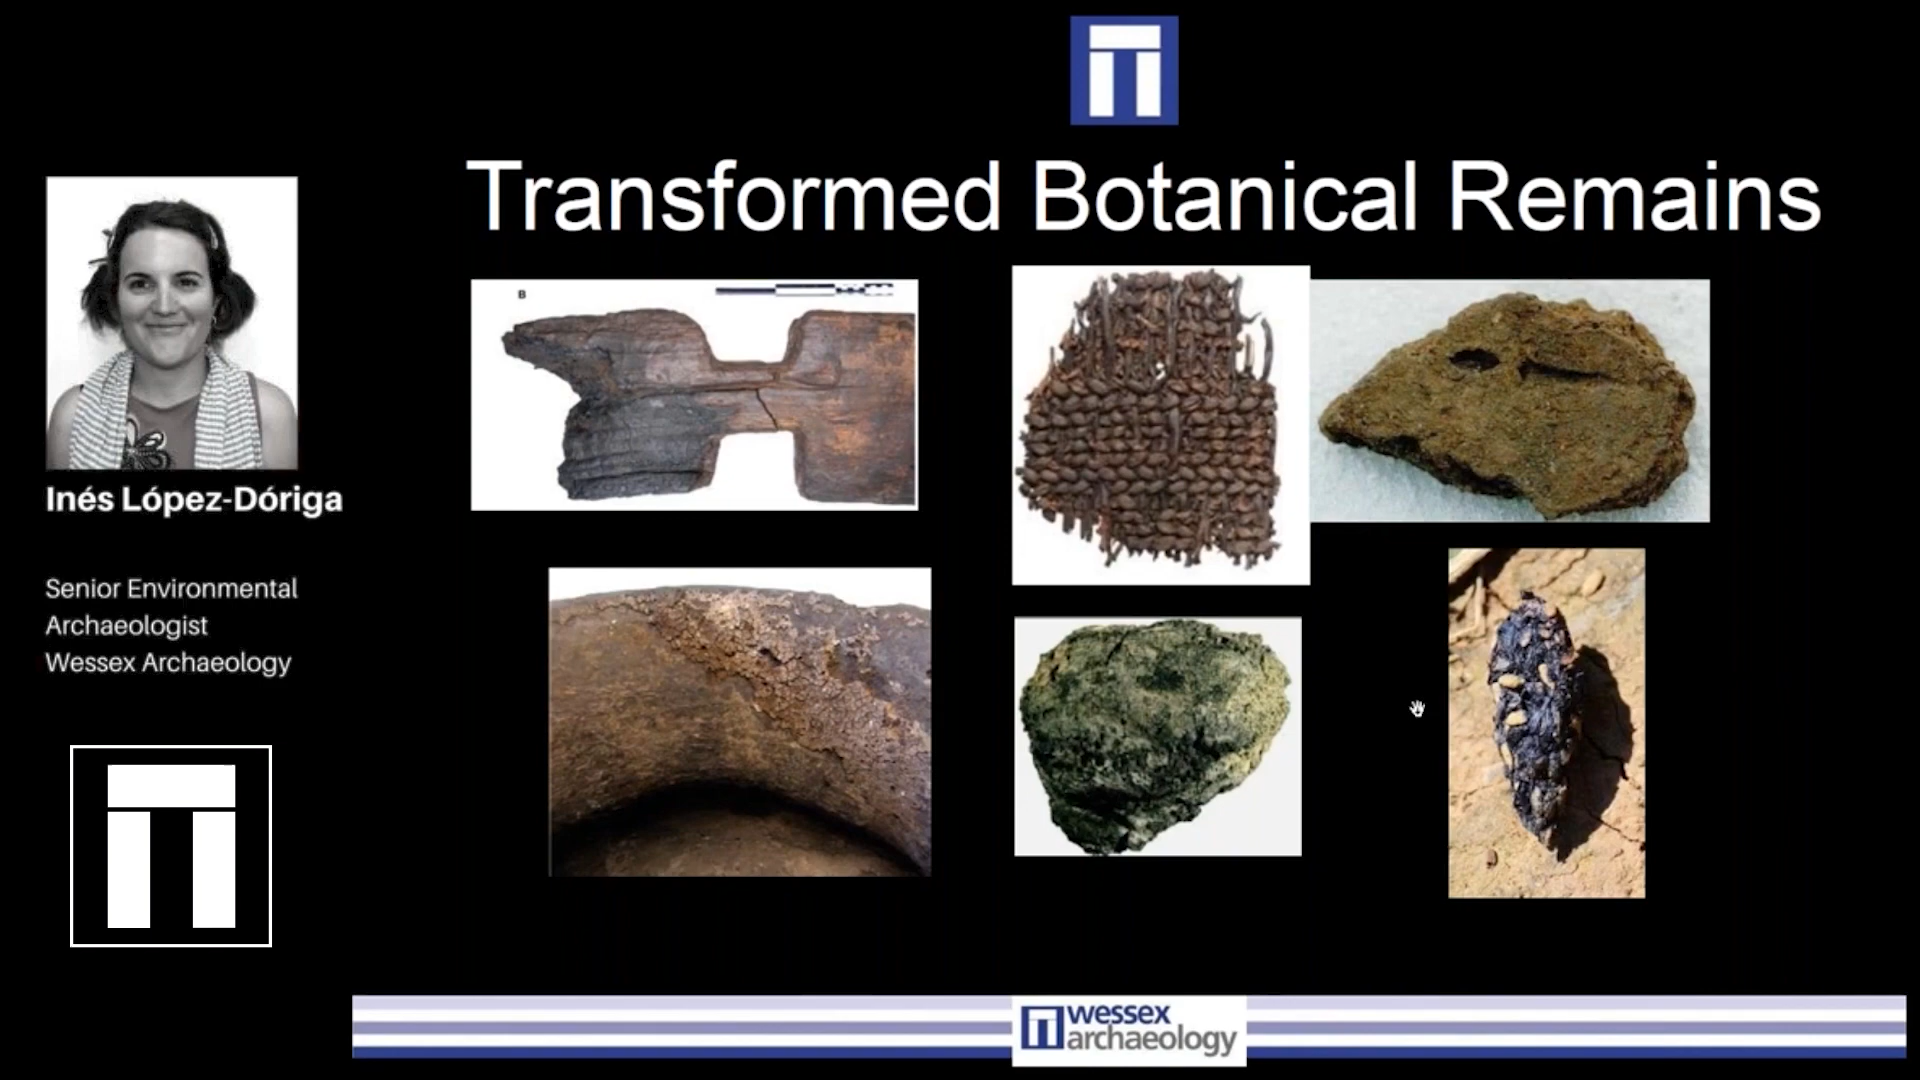 Transformed Botanical Remains
B
Inés López-Dóriga
Senior Environmental
Archaeologist
Wessex Archaeology
wessex
archaeology